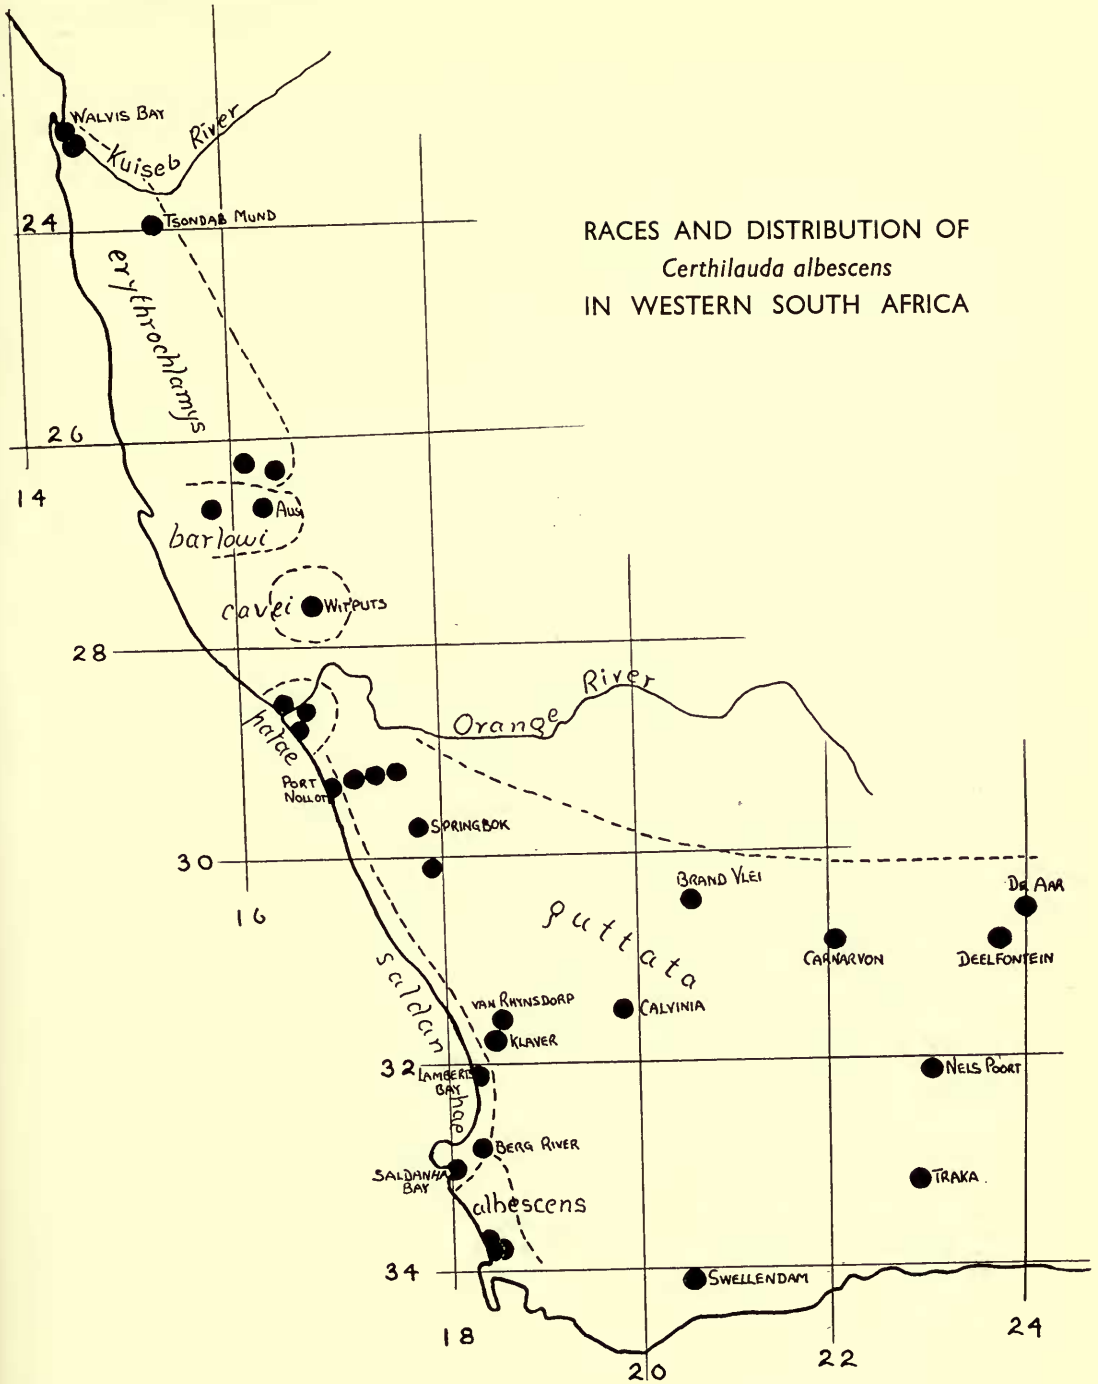 WALVIS BAY
Kuiseb River
24
TSONDAB MUND
RACES AND DISTRIBUTION OF
Certhilauda albescens
IN WESTERN SOUTH AFRICA
erythrochlamys
26
14
AUS
barlowi
cavei
WITPUTS
28
Orange River
patae
PORT
NOLLOTH
SPRINGBOK
30
16
BRAND VLEI
DE AAR
guttata
CARNARVON
DEELFONTEIN
saldanhae
VAN RHYNSDORP
CALVINIA
KLAVER
32
LAMBERTS
BAY
NELS POORT
BERG RIVER
SALDANHA
BAY
TRAKA.
albescens
34
SWELLENDAM
18
20
22
24